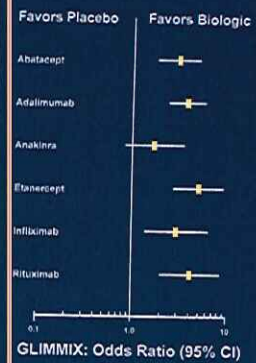 Favors Placebo Favors Biologic
Abatacept
Adalimumab
Anakinra
Etanercept
Infliximab
Rituximab
0.1 1.0 10
GLIMMIX: Odds Ratio (95% CI)